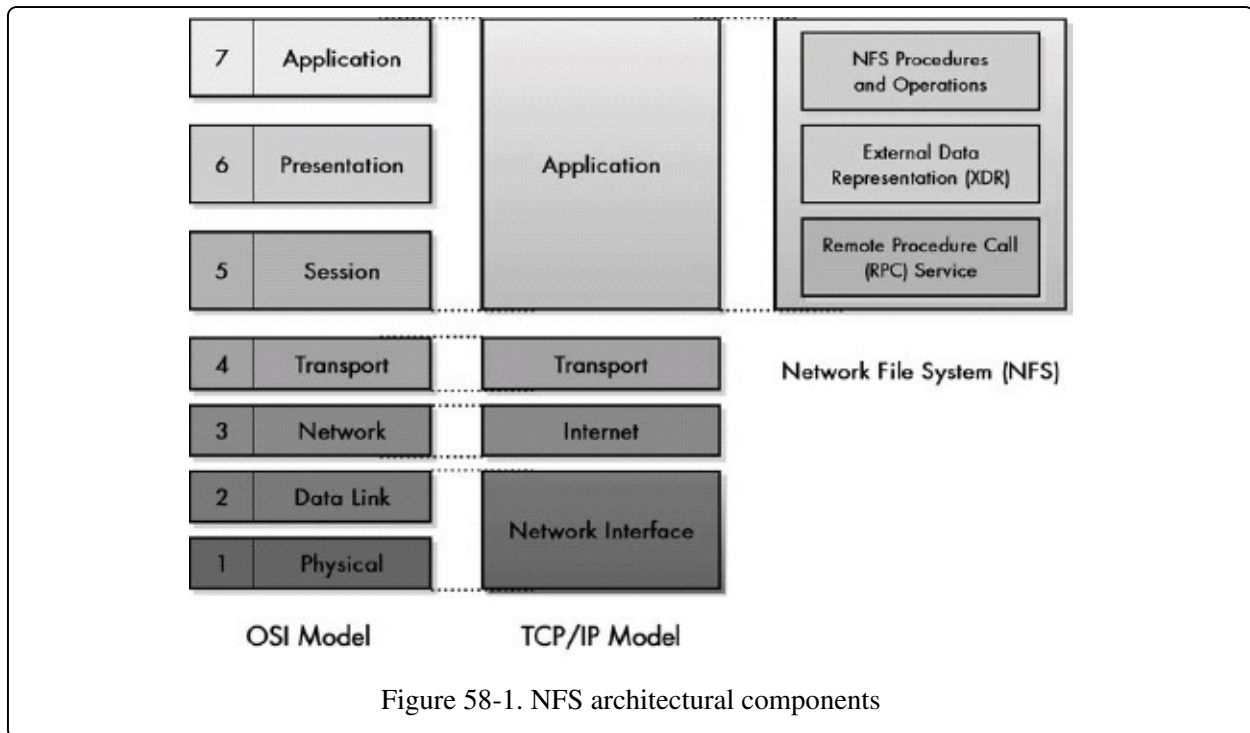 7 Application
6 Presentation
5 Session
4 Transport
3 Network
2 Data Link
1 Physical
OSI Model
Application
Transport
Internet
Network Interface
TCP/IP Model
NFS Procedures
and Operations
External Data
Representation (XDR)
Remote Procedure Call
(RPC) Service
Network File System (NFS)
Figure 58-1. NFS architectural components